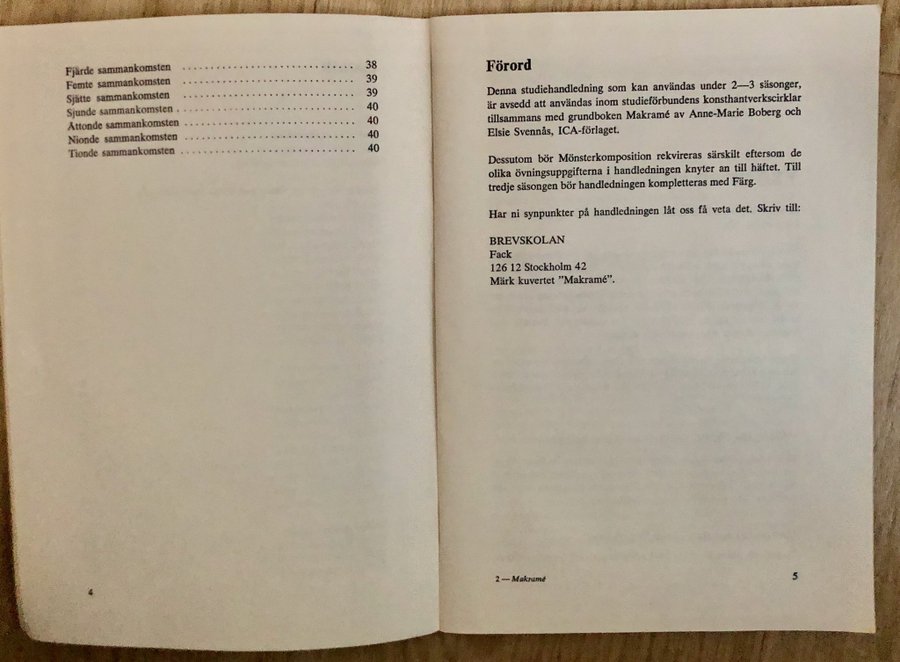 Fjärde sammankomsten . . . . . . . . . . . . . . . . . . . . . . . . . . . . . 38
Femte sammankomsten . . . . . . . . . . . . . . . . . . . . . . . . . . . . . 39
Sjätte sammankomsten . . . . . . . . . . . . . . . . . . . . . . . . . . . . . 39
Sjunde sammankomsten . . . . . . . . . . . . . . . . . . . . . . . . . . . . . 40
Åttonde sammankomsten . . . . . . . . . . . . . . . . . . . . . . . . . . . . . 40
Nionde sammankomsten . . . . . . . . . . . . . . . . . . . . . . . . . . . . . 40
Tionde sammankomsten . . . . . . . . . . . . . . . . . . . . . . . . . . . . . 40
4
Förord
Denna studiehandledning som kan användas under 2—3 säsonger,
är avsedd att användas inom studieförbundens konsthantverkscirklar
tillsammans med grundboken Makramé av Anne-Marie Boberg och
Elsie Svennås, ICA-förlaget.
Dessutom bör Mönsterkomposition rekvireras särskilt eftersom de
olika övningsuppgifterna i handledningen knyter an till häftet. Till
tredje säsongen bör handledningen kompletteras med Färg.
Har ni synpunkter på handledningen låt oss få veta det. Skriv till:
BREVSKOLAN
Fack
126 12 Stockholm 42
Märk kuvertet ”Makramé”.
2 — Makramé
5